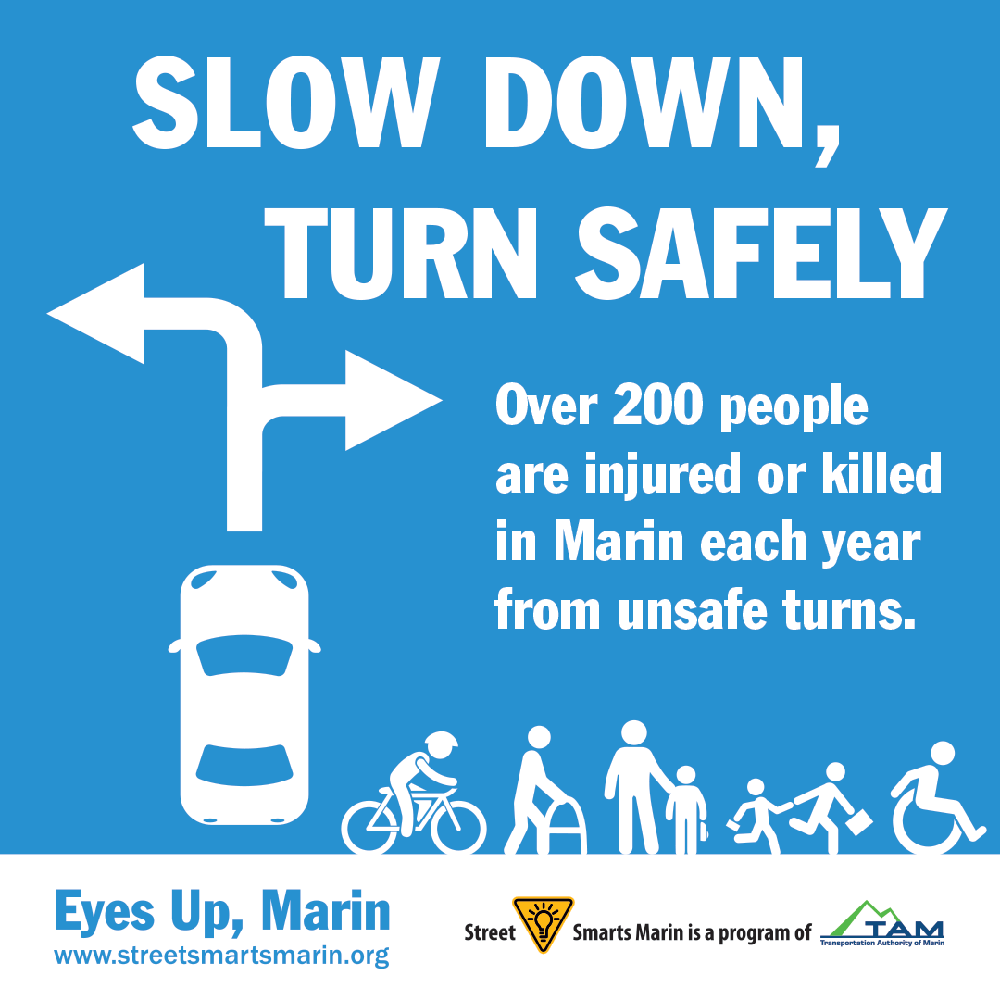 SLOW DOWN,
TURN SAFELY
Over 200 people
are injured or killed
in Marin each year
from unsafe turns.
Eyes Up, Marin
www.streetsmartsmarin.org
Street Smarts Marin is a program of
TAM
Transportation Authority of Marin